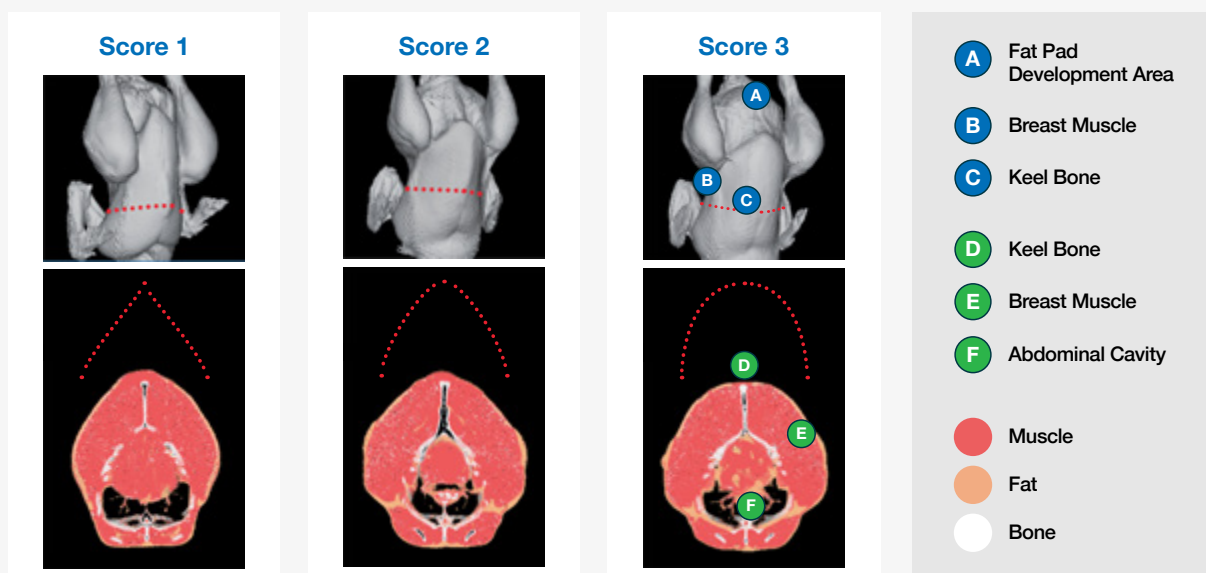 Score 1
Score 2
Score 3
A
B
C
D
E
F
A
Fat Pad
Development Area
B
Breast Muscle
C
Keel Bone
D
Keel Bone
E
Breast Muscle
F
Abdominal Cavity
Muscle
Fat
Bone